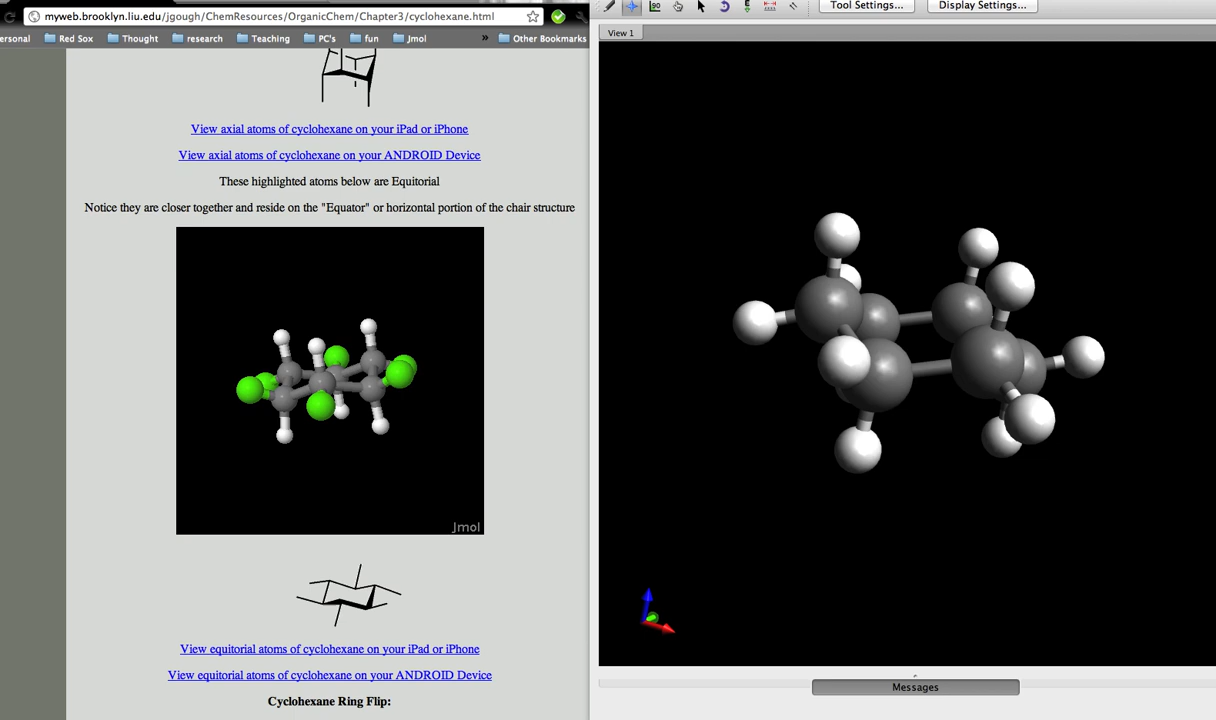 myweb.brooklyn.liu.edu/jgough/ChemResources/OrganicChem/Chapter3/cyclohexane.html
ersonal Red Sox Thought research Teaching PC's fun Jmol » Other Bookmarks
View axial atoms of cyclohexane on your iPad or iPhone
View axial atoms of cyclohexane on your ANDROID Device
These highlighted atoms below are Equitorial
Notice they are closer together and reside on the "Equator" or horizontal portion of the chair structure
Jmol
View equitorial atoms of cyclohexane on your iPad or iPhone
View equitorial atoms of cyclohexane on your ANDROID Device
Cyclohexane Ring Flip:
Tool Settings... Display Settings...
View 1
Messages